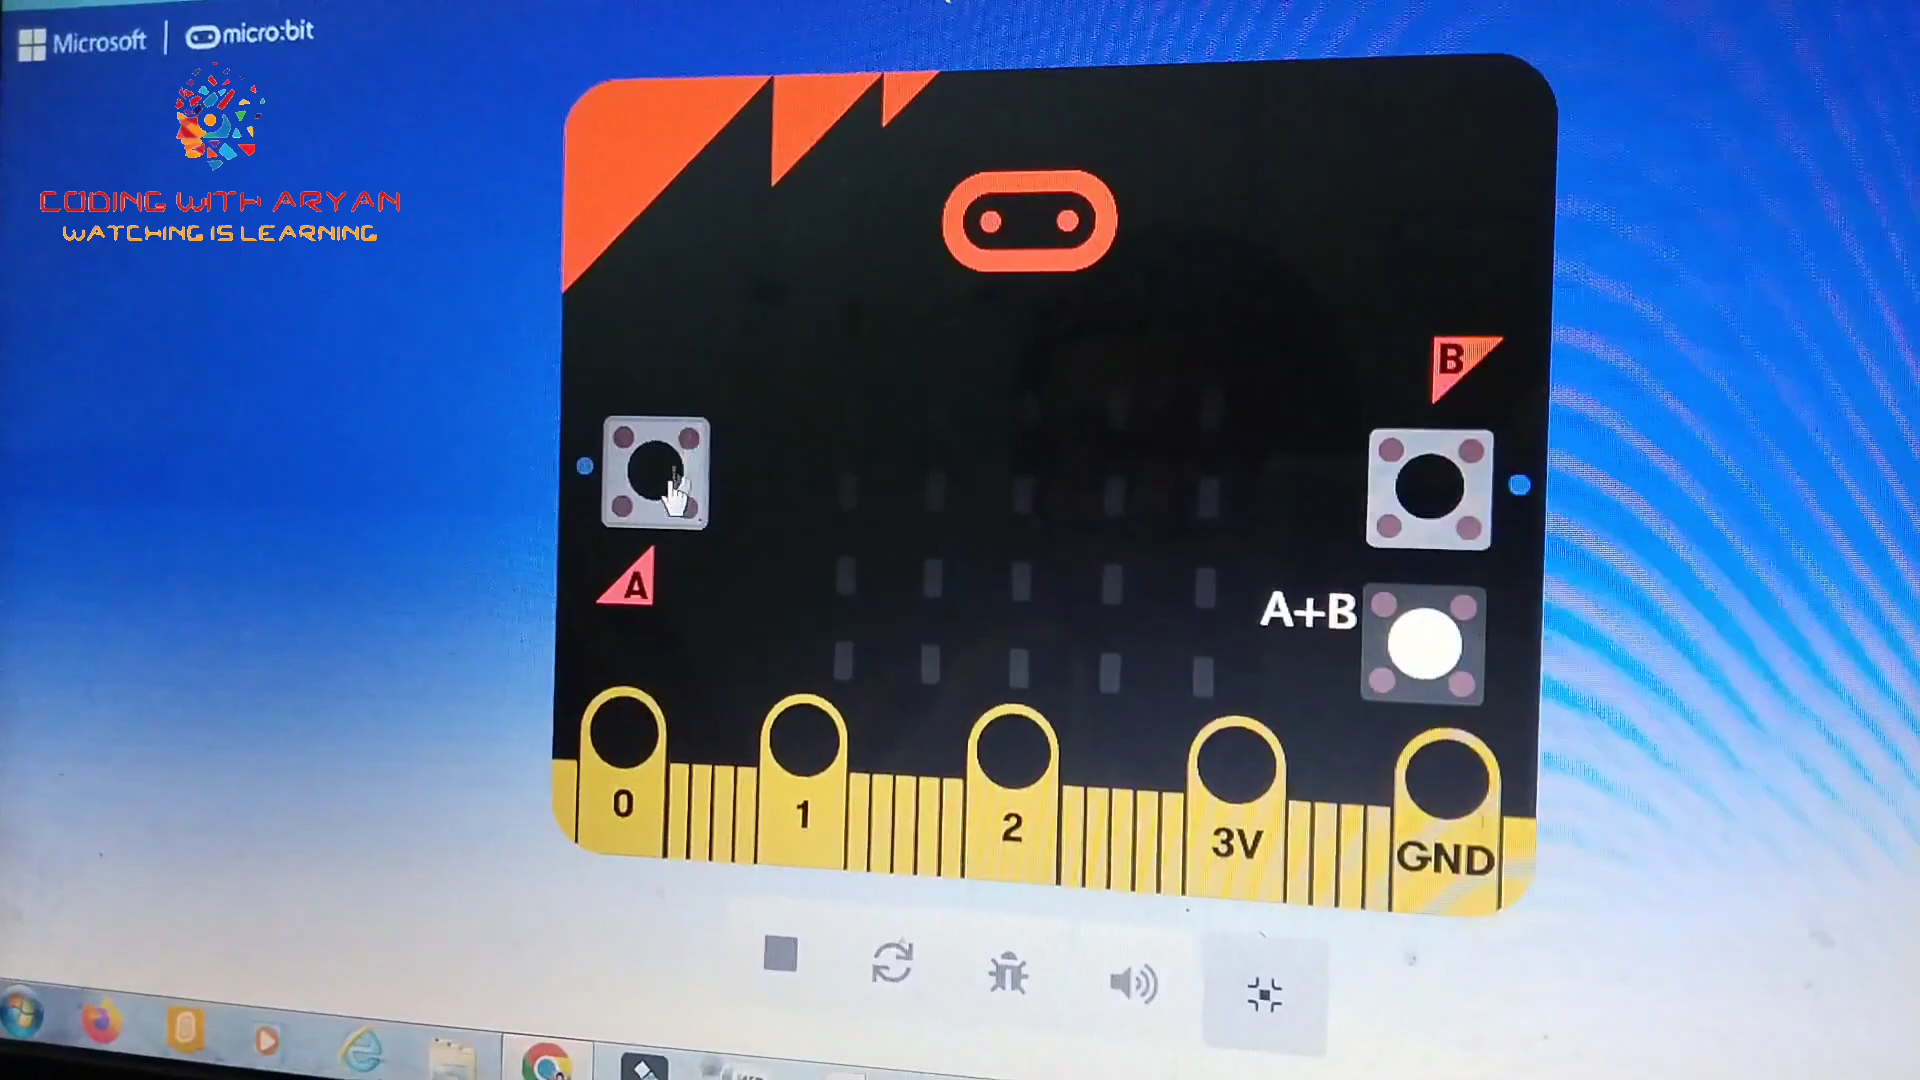 Microsoft | micro:bit
CODING WITH ARYAN
WATCHING IS LEARNING
B
A
A+B
0
1
2
3V
GND